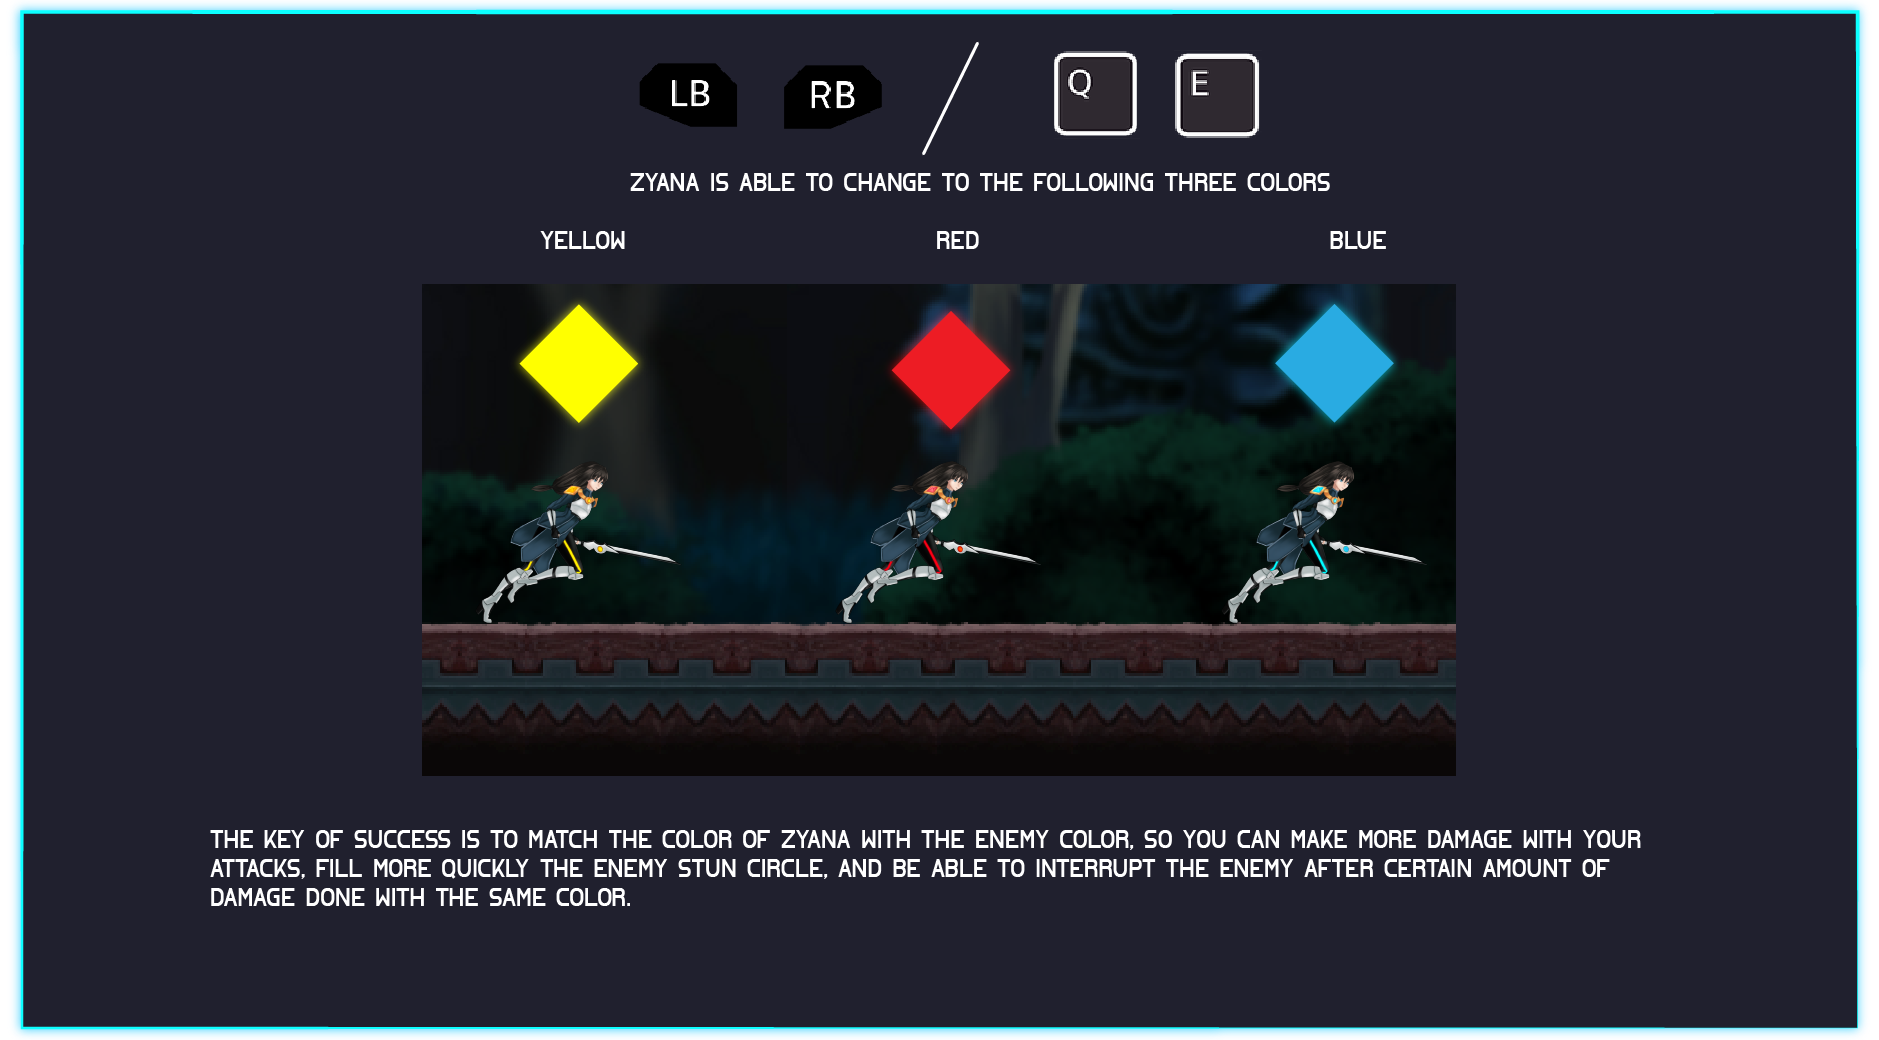 LB RB / Q E
ZYANA IS ABLE TO CHANGE TO THE FOLLOWING THREE COLORS
YELLOW RED BLUE
THE KEY OF SUCCESS IS TO MATCH THE COLOR OF ZYANA WITH THE ENEMY COLOR, SO YOU CAN MAKE MORE DAMAGE WITH YOUR
ATTACKS, FILL MORE QUICKLY THE ENEMY STUN CIRCLE, AND BE ABLE TO INTERRUPT THE ENEMY AFTER CERTAIN AMOUNT OF
DAMAGE DONE WITH THE SAME COLOR.